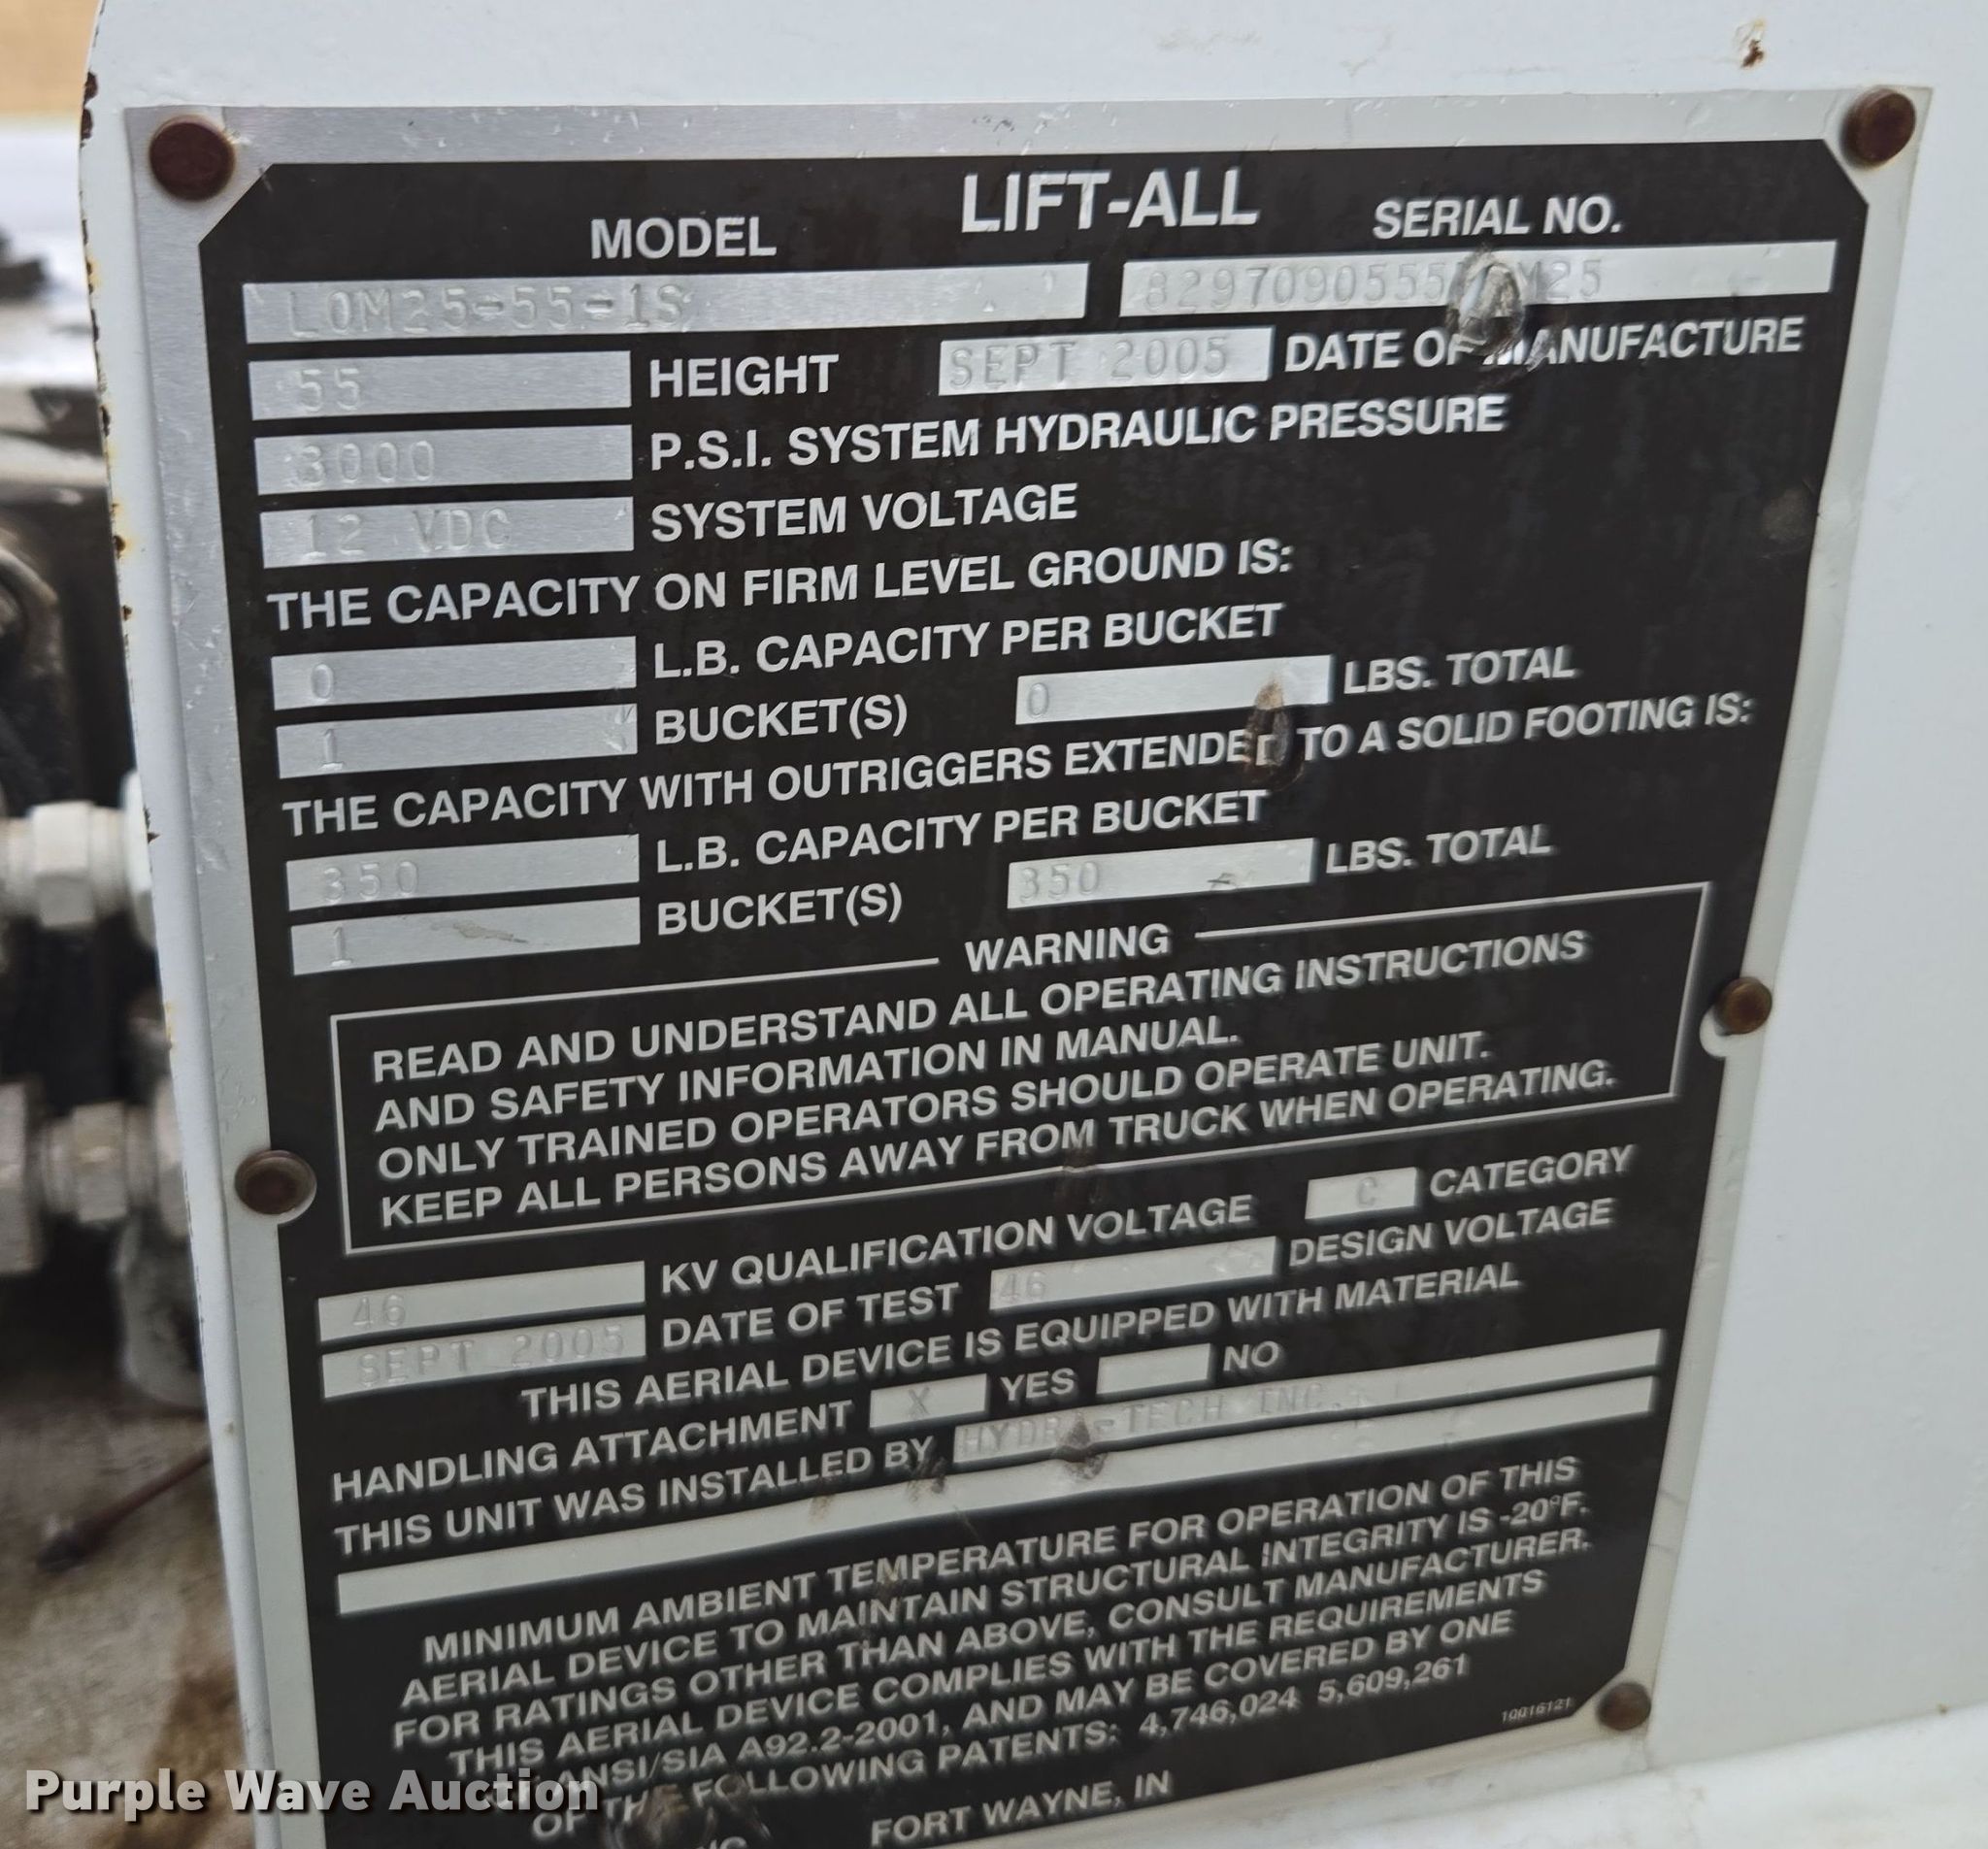 LIFT-ALL
MODEL SERIAL NO.
LOM25-55-1S
55 HEIGHT SEPT 2005 DATE OF MANUFACTURE
3000 P.S.I. SYSTEM HYDRAULIC PRESSURE
12 VDC SYSTEM VOLTAGE
THE CAPACITY ON FIRM LEVEL GROUND IS:
0 L.B. CAPACITY PER BUCKET
1 BUCKET(S) 0 LBS. TOTAL
THE CAPACITY WITH OUTRIGGERS EXTENDED TO A SOLID FOOTING IS:
350 L.B. CAPACITY PER BUCKET
1 BUCKET(S) 350 LBS. TOTAL
WARNING
READ AND UNDERSTAND ALL OPERATING INSTRUCTIONS
AND SAFETY INFORMATION IN MANUAL.
ONLY TRAINED OPERATORS SHOULD OPERATE UNIT.
KEEP ALL PERSONS AWAY FROM TRUCK WHEN OPERATING.
C CATEGORY
46 KV QUALIFICATION VOLTAGE
SEPT 2005 DATE OF TEST 46 DESIGN VOLTAGE
THIS AERIAL DEVICE IS EQUIPPED WITH MATERIAL
HANDLING ATTACHMENT X YES NO
THIS UNIT WAS INSTALLED BY HYDRA-TECH INC.
MINIMUM AMBIENT TEMPERATURE FOR OPERATION OF THIS
AERIAL DEVICE TO MAINTAIN STRUCTURAL INTEGRITY IS -20°F.
FOR RATINGS OTHER THAN ABOVE, CONSULT MANUFACTURER.
THIS AERIAL DEVICE COMPLIES WITH THE REQUIREMENTS
ANSI/SIA A92.2-2001, AND MAY BE COVERED BY ONE
OF THE FOLLOWING PATENTS: 4,746,024 5,609,261
10016121
FORT WAYNE, IN
Purple Wave Auction